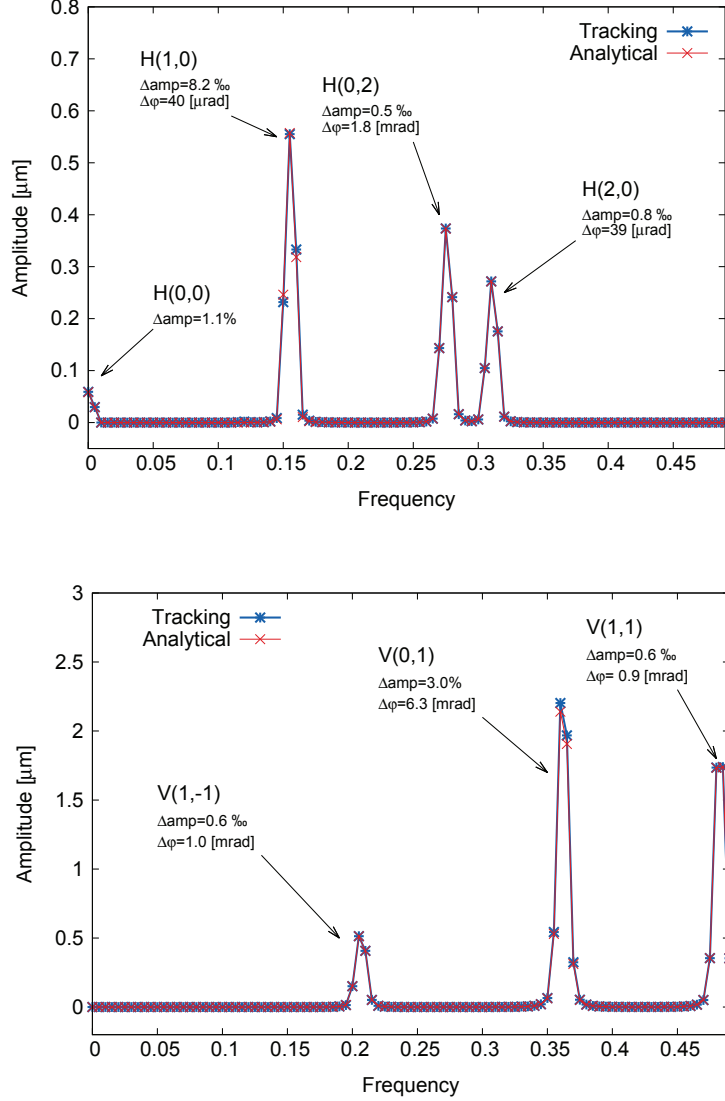 0.8
0.7
0.6
0.5
0.4
0.3
0.2
0.1
0
Amplitude [μm]
Tracking
Analytical
H(1,0)
Δamp=8.2 ‰
Δφ=40 [μrad]
H(0,2)
Δamp=0.5 ‰
Δφ=1.8 [mrad]
H(2,0)
Δamp=0.8 ‰
Δφ=39 [μrad]
H(0,0)
Δamp=1.1%
0 0.05 0.1 0.15 0.2 0.25 0.3 0.35 0.4 0.45
Frequency
3
2.5
2
1.5
1
0.5
0
Amplitude [μm]
Tracking
Analytical
V(1,1)
Δamp=0.6 ‰
Δφ= 0.9 [mrad]
V(0,1)
Δamp=3.0%
Δφ=6.3 [mrad]
V(1,-1)
Δamp=0.6 ‰
Δφ=1.0 [mrad]
0 0.05 0.1 0.15 0.2 0.25 0.3 0.35 0.4 0.45
Frequency